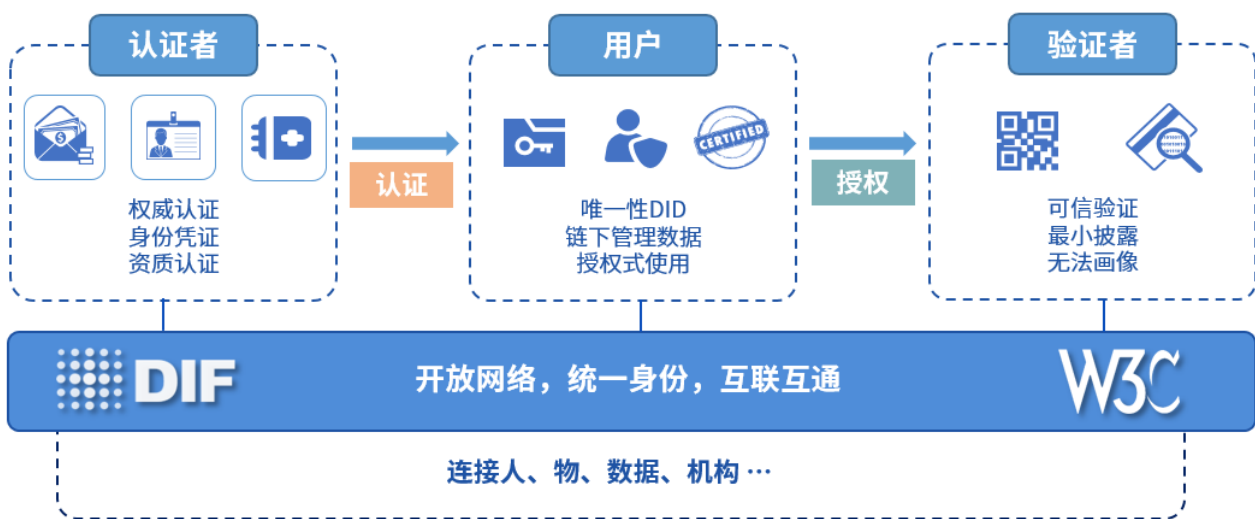 认证者
用户
验证者
$
CERTIFIED
认证
授权
权威认证
身份凭证
资质认证
唯一性DID
链下管理数据
授权式使用
可信验证
最小披露
无法画像
DIF
开放网络，统一身份，互联互通
W3C
连接人、物、数据、机构 …